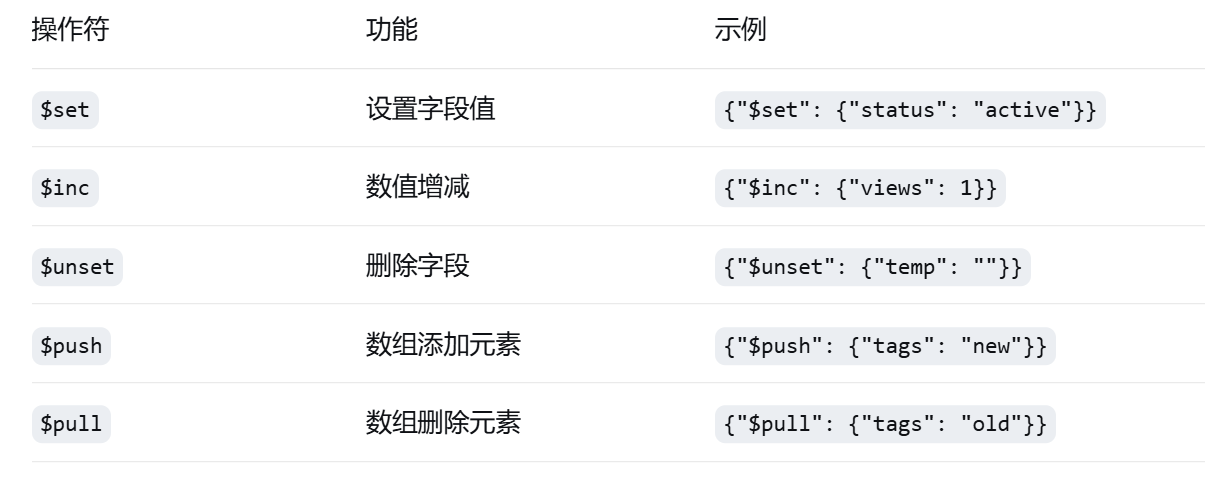 操作符 功能 示例
$set 设置字段值 {"$set": {"status": "active"}}
$inc 数值增减 {"$inc": {"views": 1}}
$unset 删除字段 {"$unset": {"temp": ""}}
$push 数组添加元素 {"$push": {"tags": "new"}}
$pull 数组删除元素 {"$pull": {"tags": "old"}}